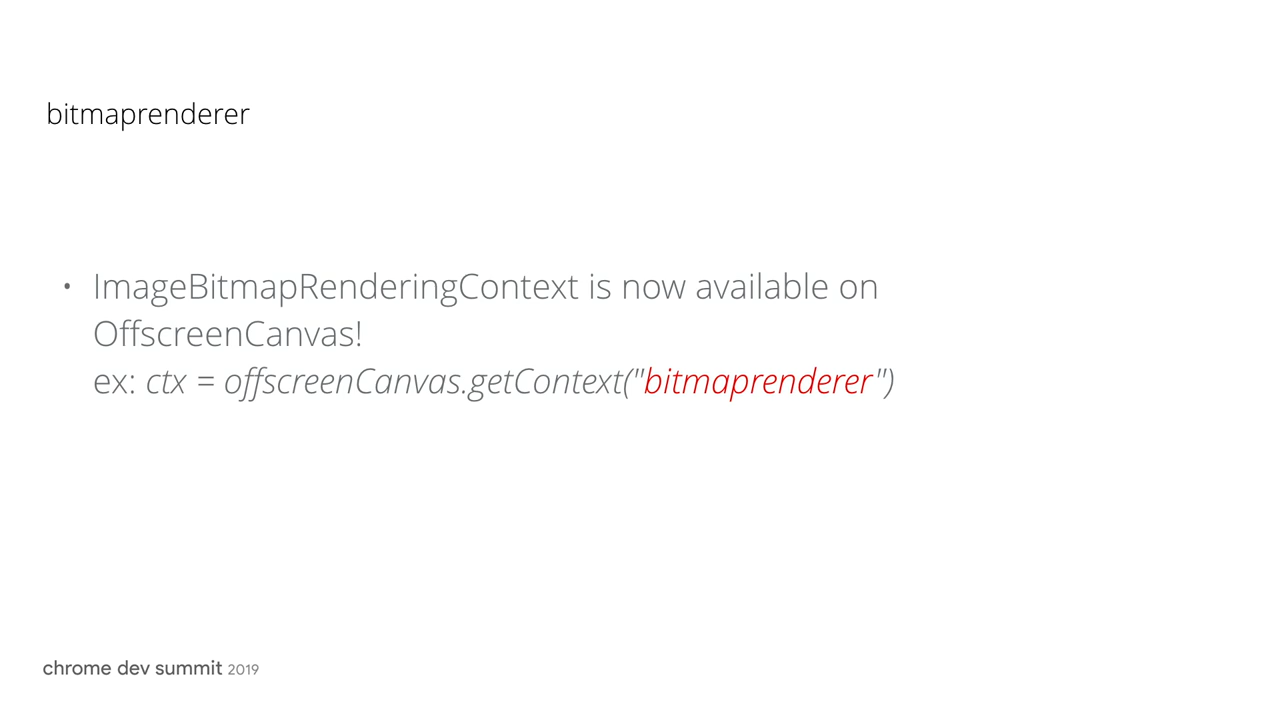 bitmaprenderer
• ImageBitmapRenderingContext is now available on
OffscreenCanvas!
ex: ctx = offscreenCanvas.getContext("bitmaprenderer")
chrome dev summit 2019